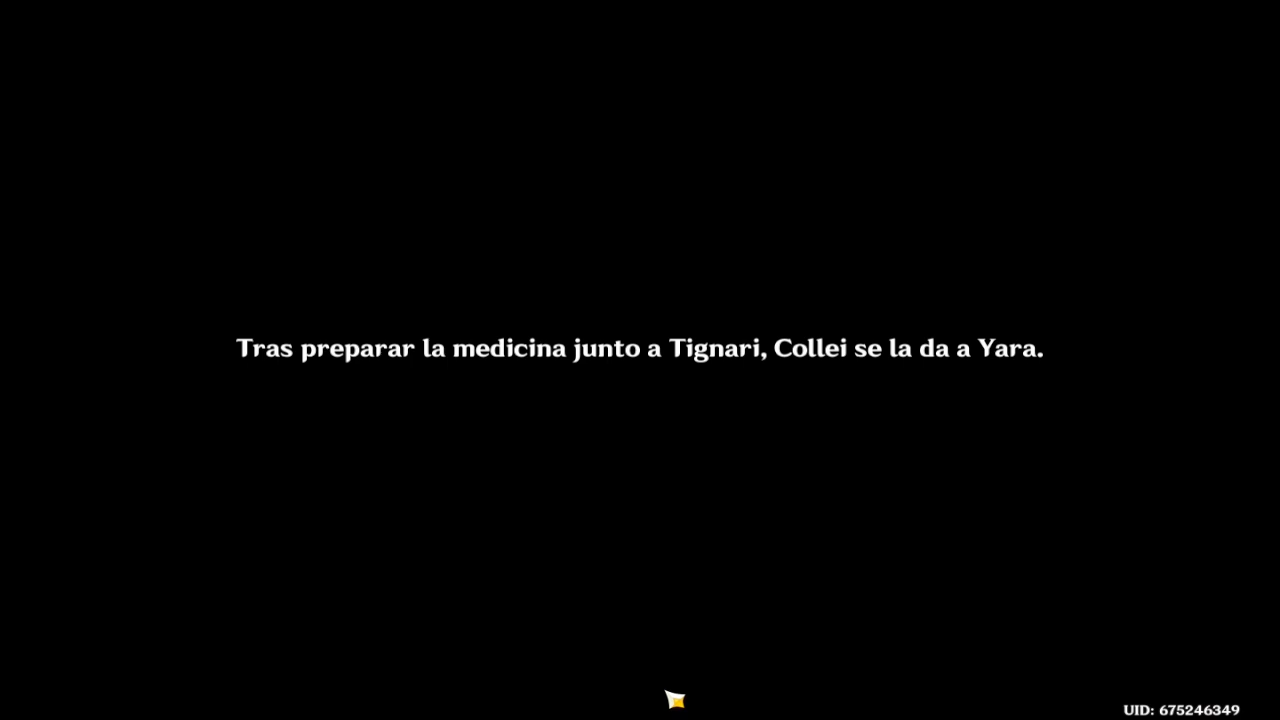 Tras preparar la medicina junto a Tignari, Collei se la da a Yara.
UID: 675246349